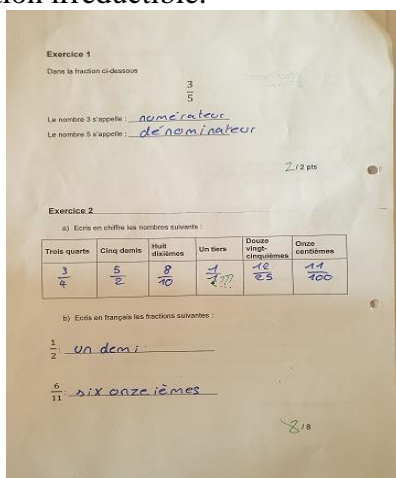 tion irréductible.
Exercice 1
Dans la fraction ci-dessous
3
5
Le nombre 3 s'appelle : numérateur
Le nombre 5 s'appelle : dénominateur
2 / 2 pts
Exercice 2
a) Ecris en chiffre les nombres suivants :
Trois quarts Cinq demis Huit dixièmes Un tiers Douze vingt-cinquièmes Onze centièmes
3/4 5/2 8/10 1/ ??? 12/25 11/100
b) Ecris en français les fractions suivantes :
1/2 : un demi
6/11 : six onze ièmes
8 / 8